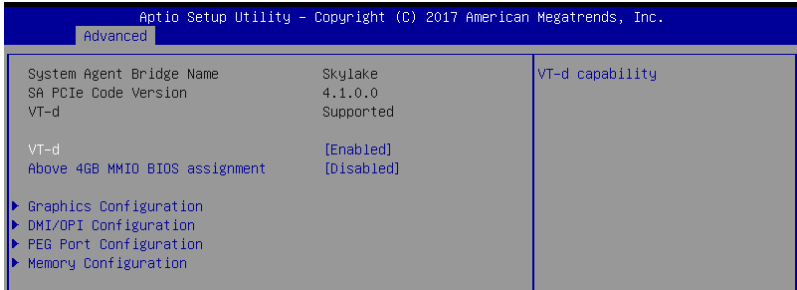 Aptio Setup Utility – Copyright (C) 2017 American Megatrends, Inc.
Advanced
System Agent Bridge Name Skylake VT-d capability
SA PCIe Code Version 4.1.0.0
VT-d Supported
VT-d [Enabled]
Above 4GB MMIO BIOS assignment [Disabled]
Graphics Configuration
DMI/OPI Configuration
PEG Port Configuration
Memory Configuration